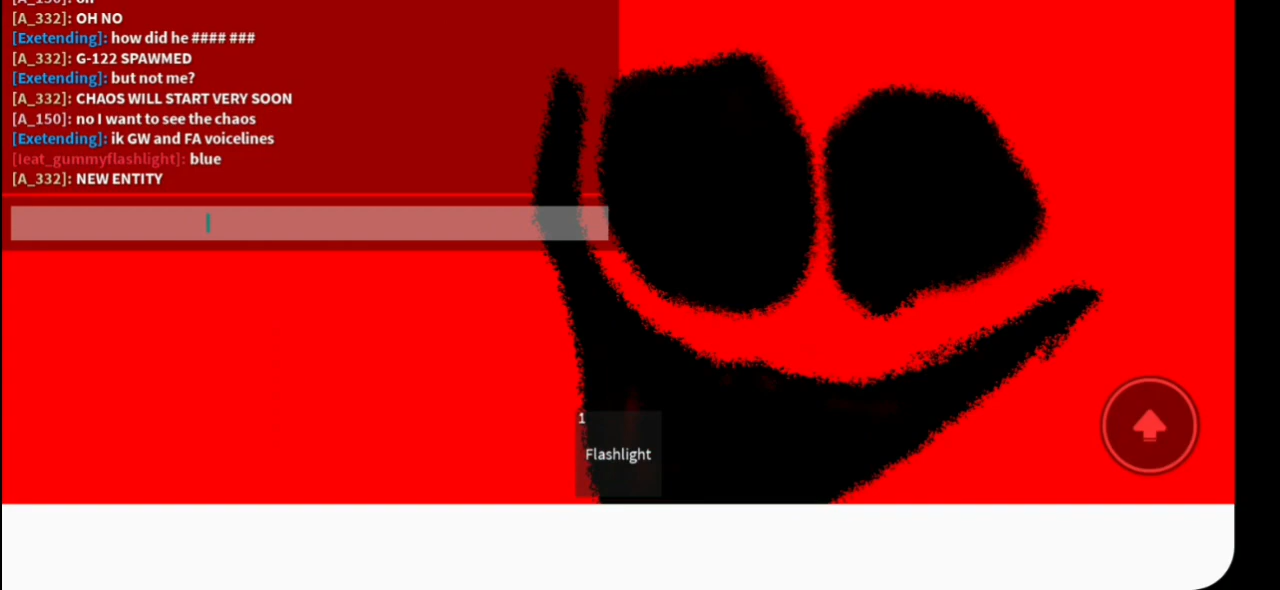 [A_332]: OH NO
[Exetending]: how did he #### ###
[A_332]: G-122 SPAWMED
[Exetending]: but not me?
[A_332]: CHAOS WILL START VERY SOON
[A_150]: no I want to see the chaos
[Exetending]: ik GW and FA voicelines
[Ieat_gummyflashlight]: blue
[A_332]: NEW ENTITY
1
Flashlight